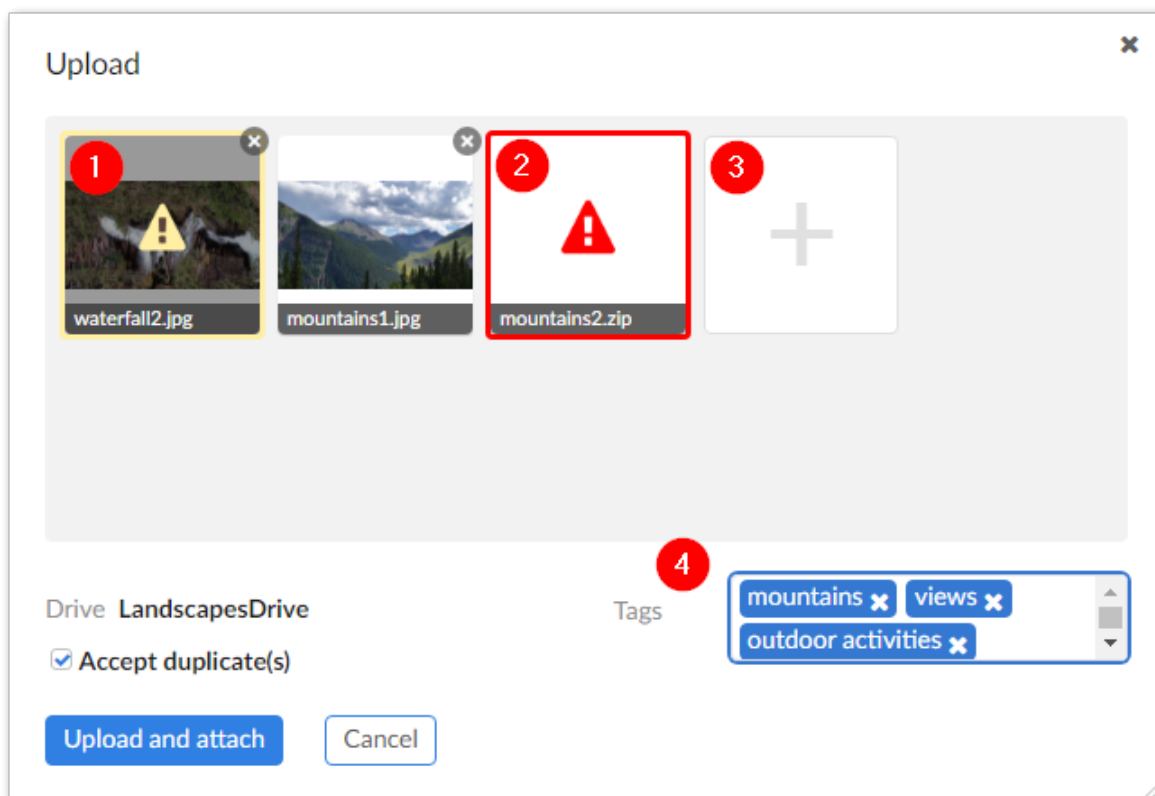 Upload
1
2
3
waterfall2.jpg
mountains1.jpg
mountains2.zip
4
Drive LandscapesDrive
Tags
mountains views
outdoor activities
Accept duplicate(s)
Upload and attach
Cancel